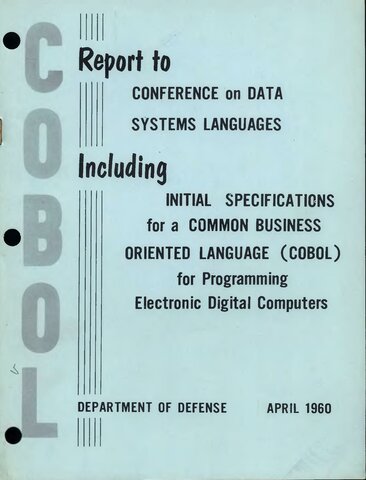 COBOL
Report to
CONFERENCE on DATA
SYSTEMS LANGUAGES
Including
INITIAL SPECIFICATIONS
for a COMMON BUSINESS
ORIENTED LANGUAGE (COBOL)
for Programming
Electronic Digital Computers
DEPARTMENT OF DEFENSE APRIL 1960